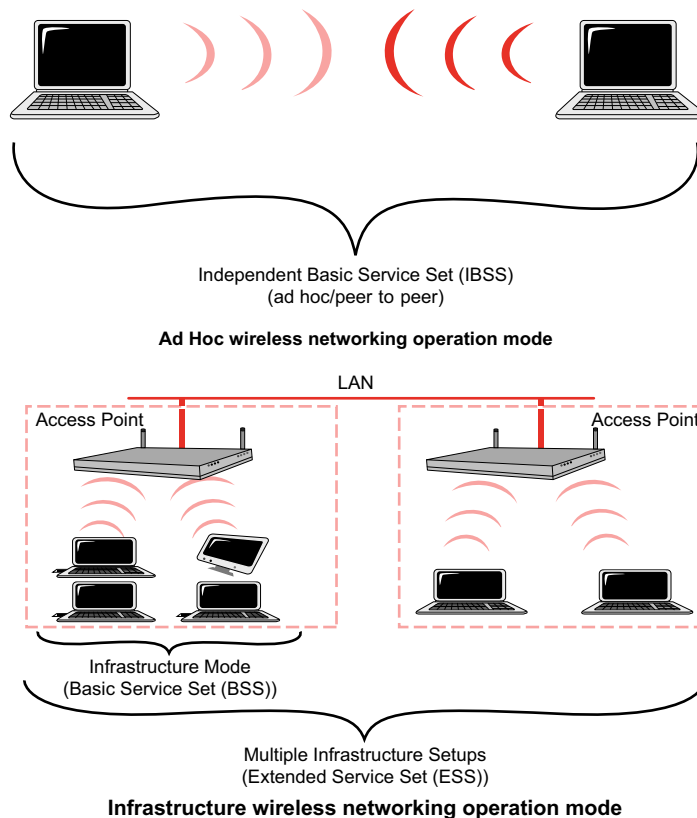 Independent Basic Service Set (IBSS)
(ad hoc/peer to peer)
Ad Hoc wireless networking operation mode
LAN
Access Point
Access Point
Infrastructure Mode
(Basic Service Set (BSS))
Multiple Infrastructure Setups
(Extended Service Set (ESS))
Infrastructure wireless networking operation mode